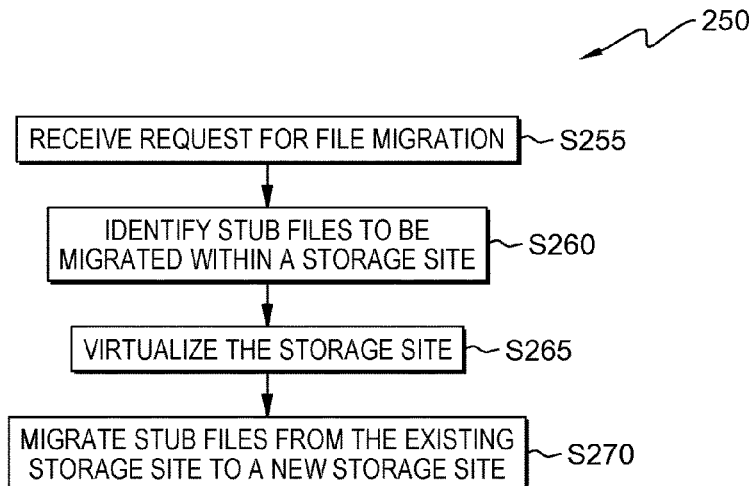 250
RECEIVE REQUEST FOR FILE MIGRATION
S255
IDENTIFY STUB FILES TO BE
MIGRATED WITHIN A STORAGE SITE
S260
VIRTUALIZE THE STORAGE SITE
S265
MIGRATE STUB FILES FROM THE EXISTING
STORAGE SITE TO A NEW STORAGE SITE
S270